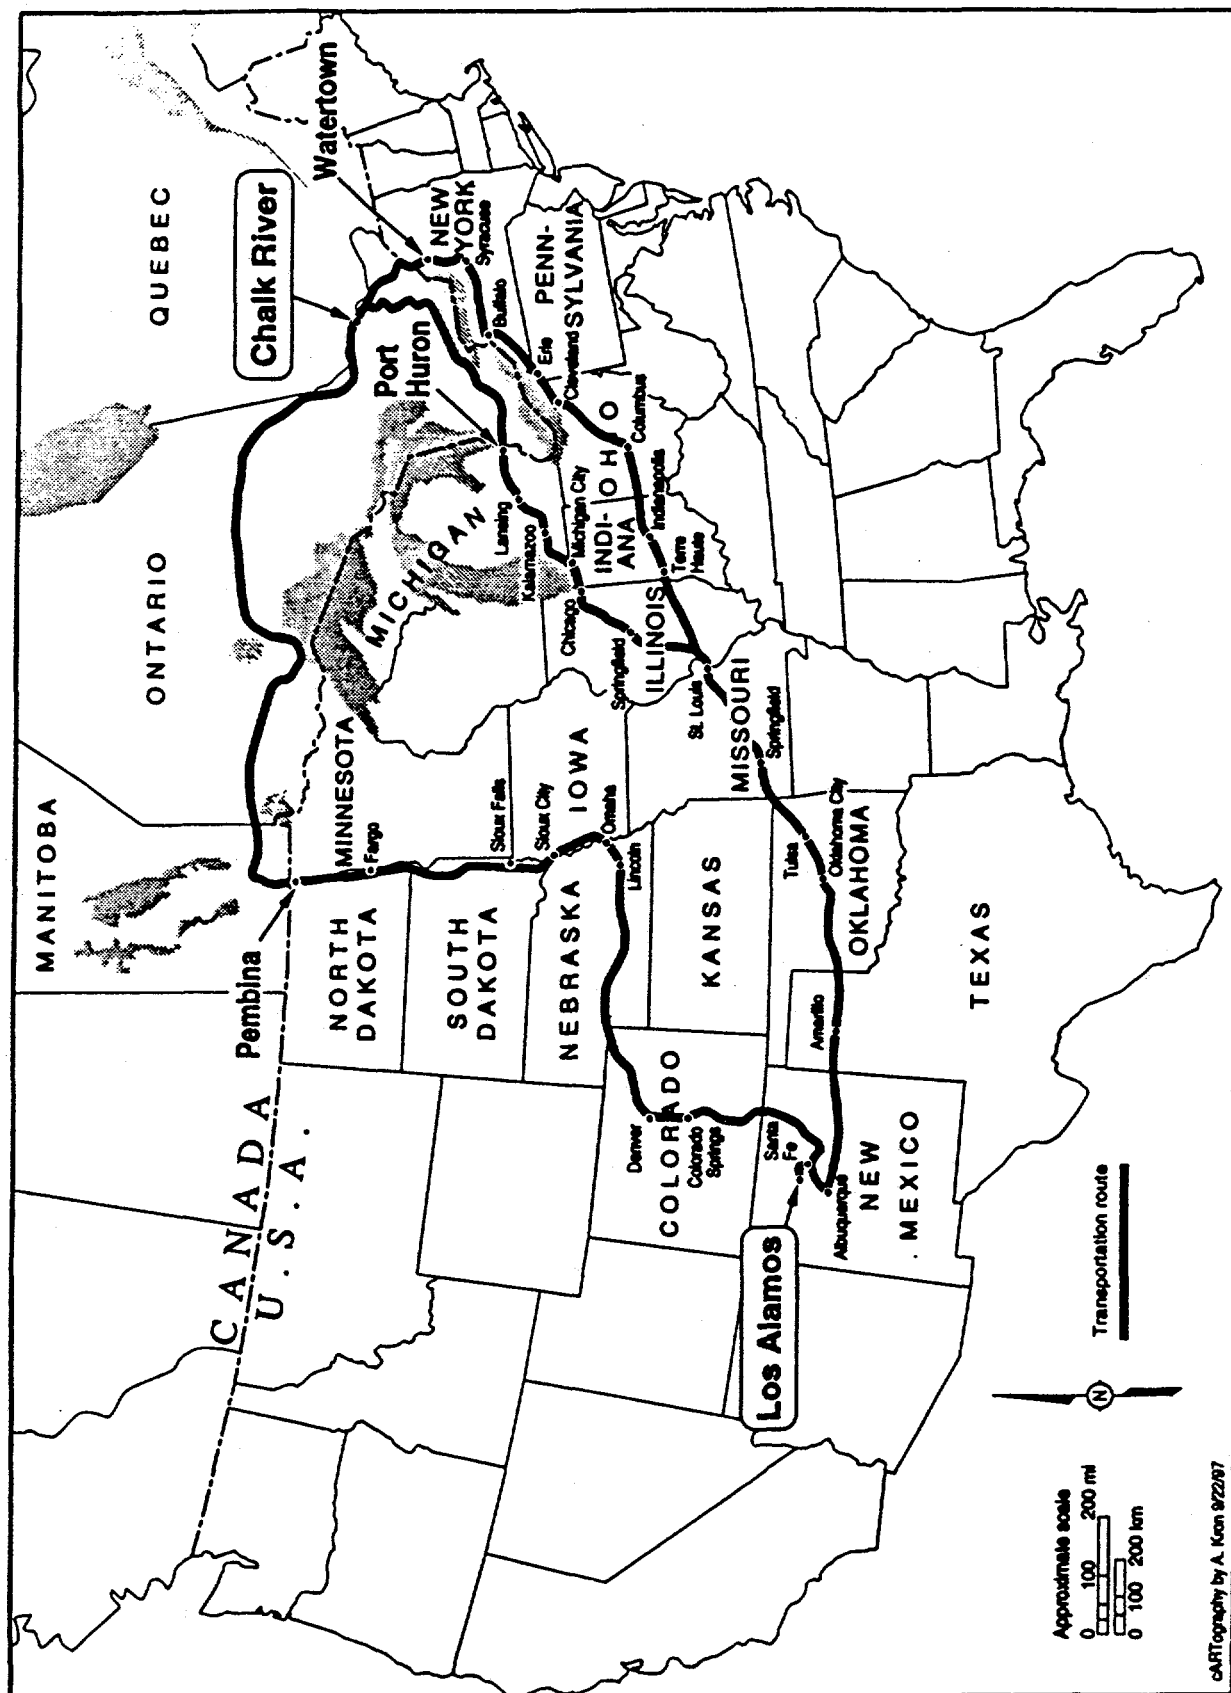 MANITOBA
ONTARIO
QUEBEC
Chalk River
Watertown
CANADA
U.S.A.
Pembina
NORTH
DAKOTA
MINNESOTA
Fargo
MICHIGAN
Port
Huron
NEW
YORK
Syracuse
Buffalo
SOUTH
DAKOTA
Sioux Falls
Lansing
Kalamazoo
Michigan City
Chicago
Erie
Cleveland
PENN-
SYLVANIA
NEBRASKA
Sioux City
IOWA
Omaha
Lincoln
Springfield
ILLINOIS
INDI-
ANA
OHIO
Columbus
Indianapolis
Terre
Haute
Denver
COLORADO
Colorado
Springs
KANSAS
St. Louis
MISSOURI
Springfield
Los Alamos
Santa
Fe
Albuquerque
NEW
MEXICO
Amarillo
Tulsa
Oklahoma City
OKLAHOMA
TEXAS
Approximate scale
0 100 200 mi
0 100 200 km
N
Transportation route
cARTography by A. Kron 9/22/97